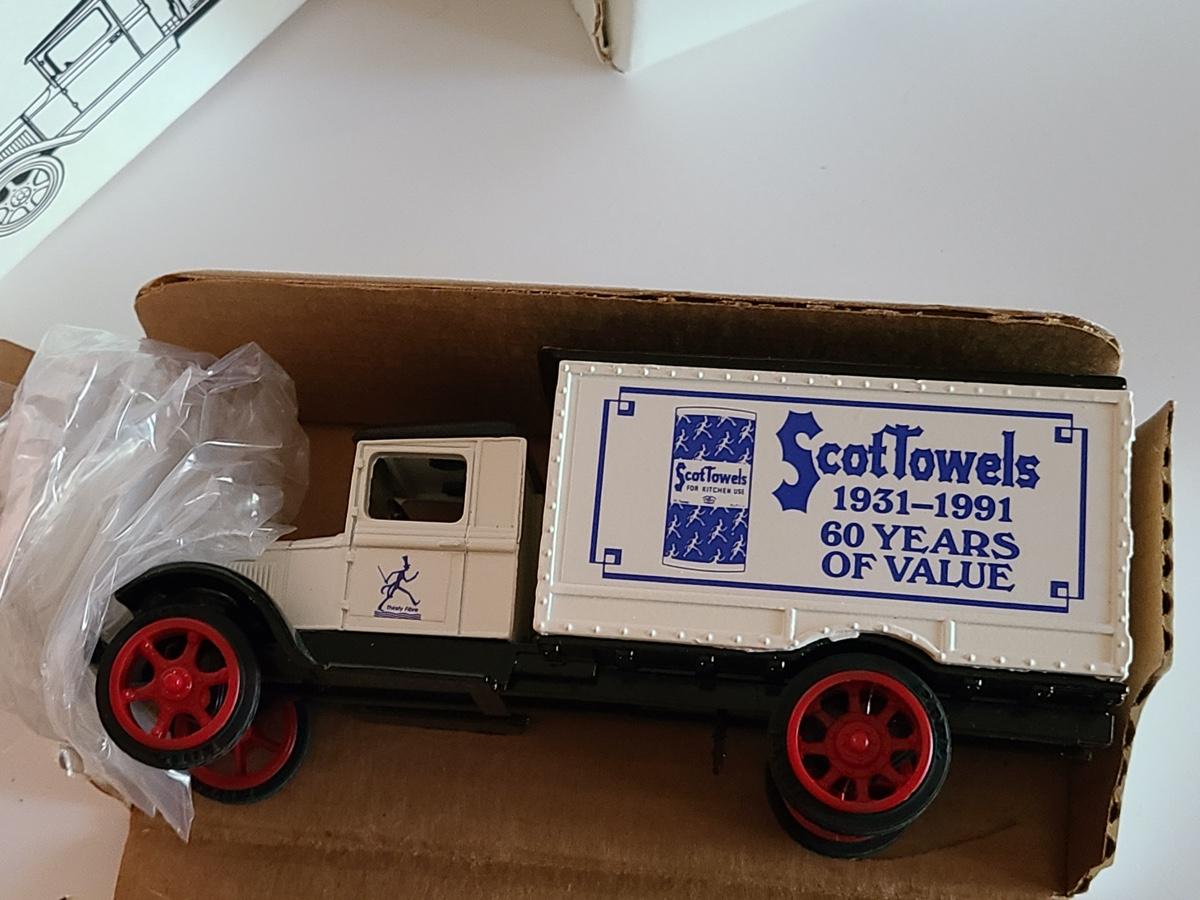 ScotTowels
1931–1991
60 YEARS
OF VALUE
ScotTowels
FOR KITCHEN USE
thirsty fibre